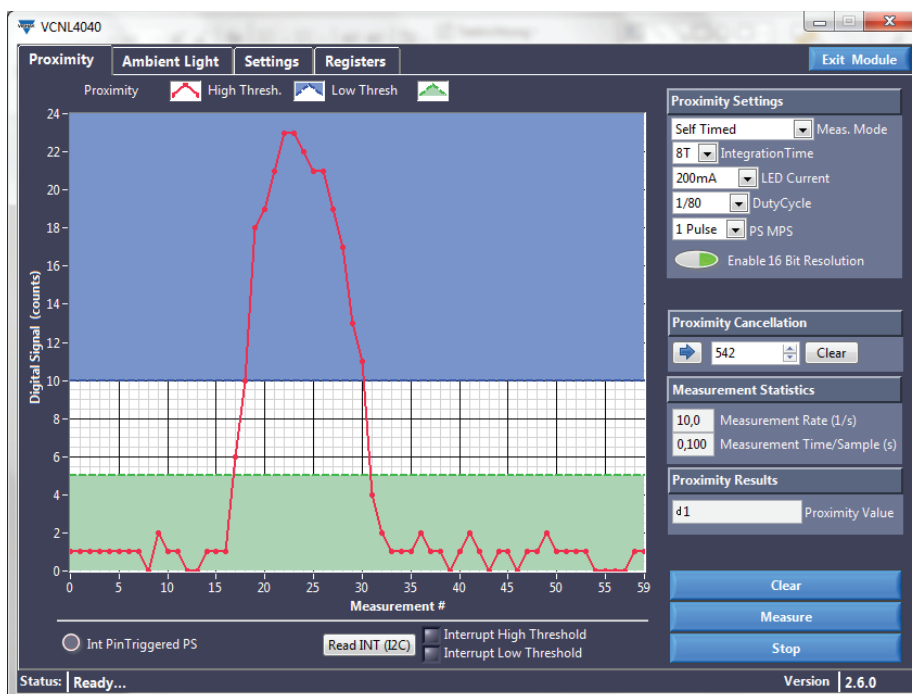 VCNL4040
Proximity Ambient Light Settings Registers Exit Module
Proximity High Thresh. Low Thresh
24
22
20
18
16
14
12
10
8
6
4
2
0
Digital Signal (counts)
0 5 10 15 20 25 30 35 40 45 50 55 59
Measurement #
Int PinTriggered PS
Read INT (I2C)
Interrupt High Threshold
Interrupt Low Threshold
Proximity Settings
Self Timed Meas. Mode
8T IntegrationTime
200mA LED Current
1/80 DutyCycle
1 Pulse PS MPS
Enable 16 Bit Resolution
Proximity Cancellation
542 Clear
Measurement Statistics
10,0 Measurement Rate (1/s)
0,100 Measurement Time/Sample (s)
Proximity Results
d1 Proximity Value
Clear
Measure
Stop
Status: Ready... Version 2.6.0